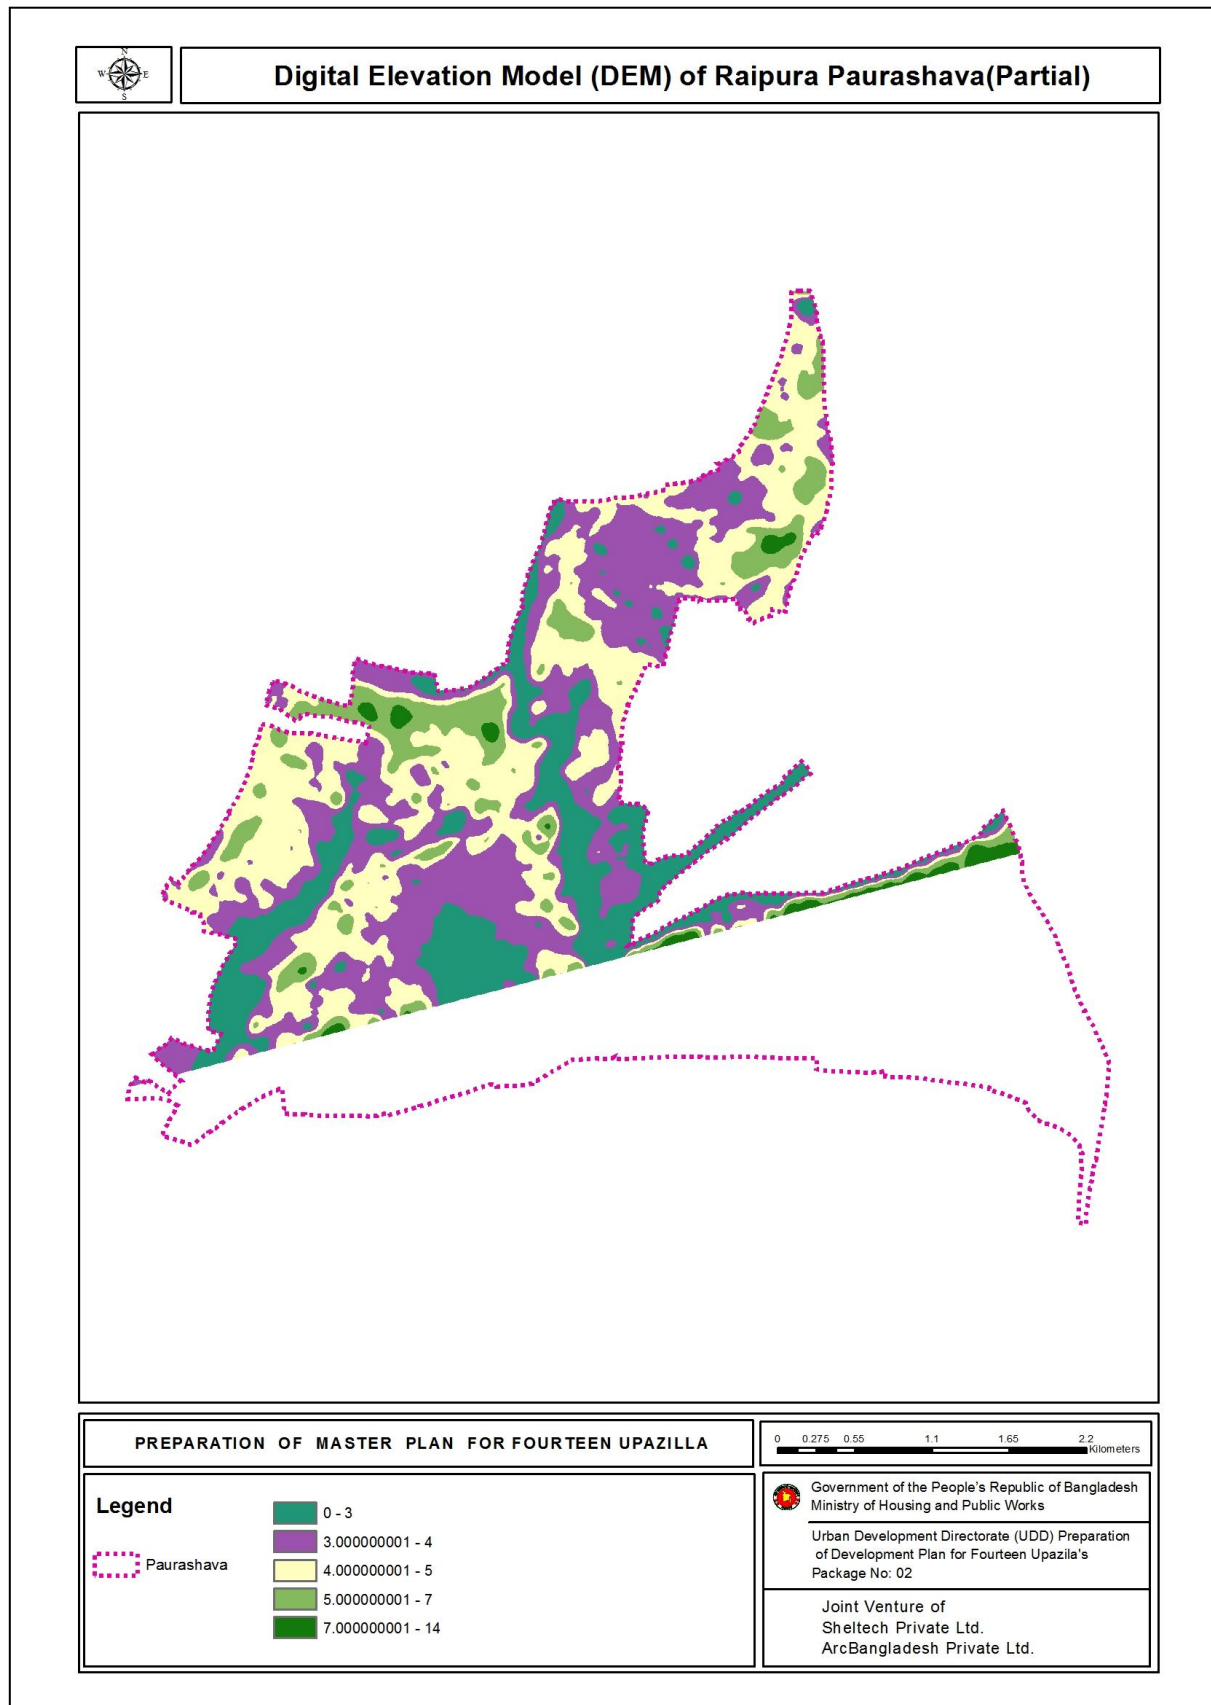 N
W E
S
Digital Elevation Model (DEM) of Raipura Paurashava(Partial)
PREPARATION OF MASTER PLAN FOR FOURTEEN UPAZILLA
0 0.275 0.55 1.1 1.65 2.2
Kilometers
Legend
Paurashava
0 - 3
3.000000001 - 4
4.000000001 - 5
5.000000001 - 7
7.000000001 - 14
Government of the People's Republic of Bangladesh
Ministry of Housing and Public Works
Urban Development Directorate (UDD) Preparation
of Development Plan for Fourteen Upazila's
Package No: 02
Joint Venture of
Sheltech Private Ltd.
ArcBangladesh Private Ltd.